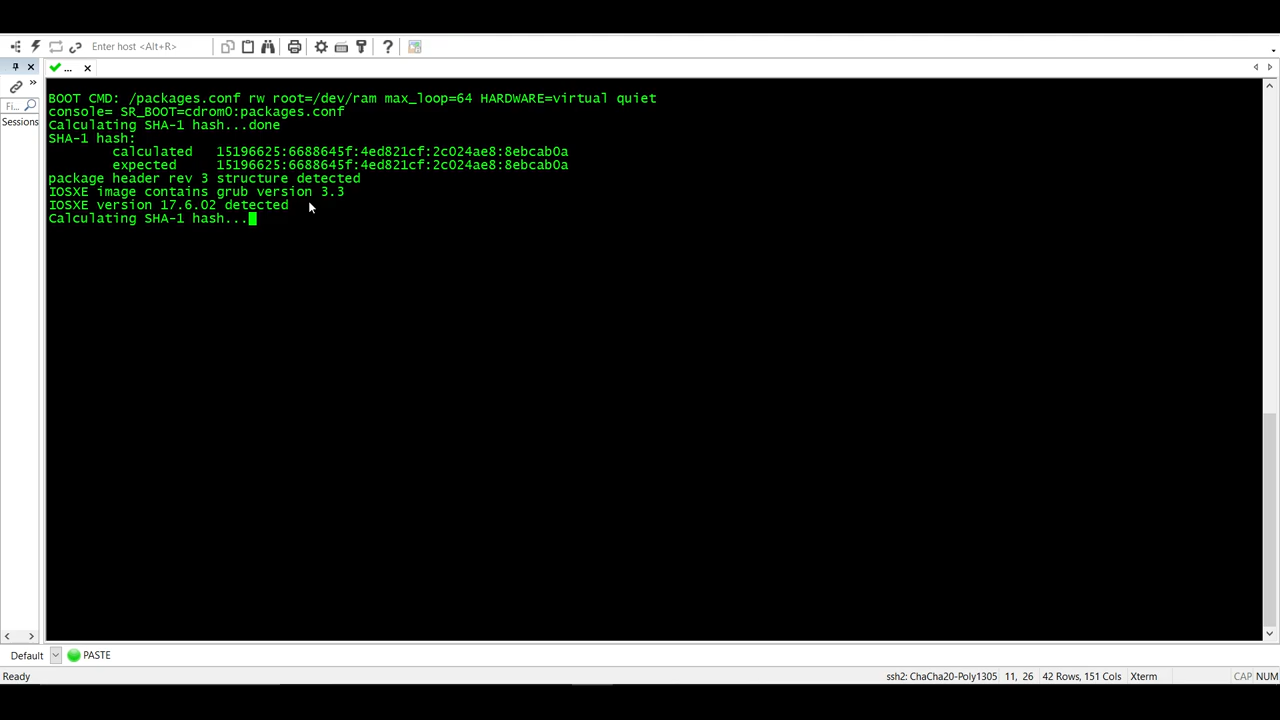 Enter host <Alt+R>
...
Fi...
Sessions
BOOT CMD: /packages.conf rw root=/dev/ram max_loop=64 HARDWARE=virtual quiet
console= SR_BOOT=cdrom0:packages.conf
Calculating SHA-1 hash...done
SHA-1 hash:
calculated 15196625:6688645f:4ed821cf:2c024ae8:8ebcab0a
expected 15196625:6688645f:4ed821cf:2c024ae8:8ebcab0a
package header rev 3 structure detected
IOSXE image contains grub version 3.3
IOSXE version 17.6.02 detected
Calculating SHA-1 hash...
Default PASTE
Ready ssh2: ChaCha20-Poly1305 11, 26 42 Rows, 151 Cols Xterm CAP NUM